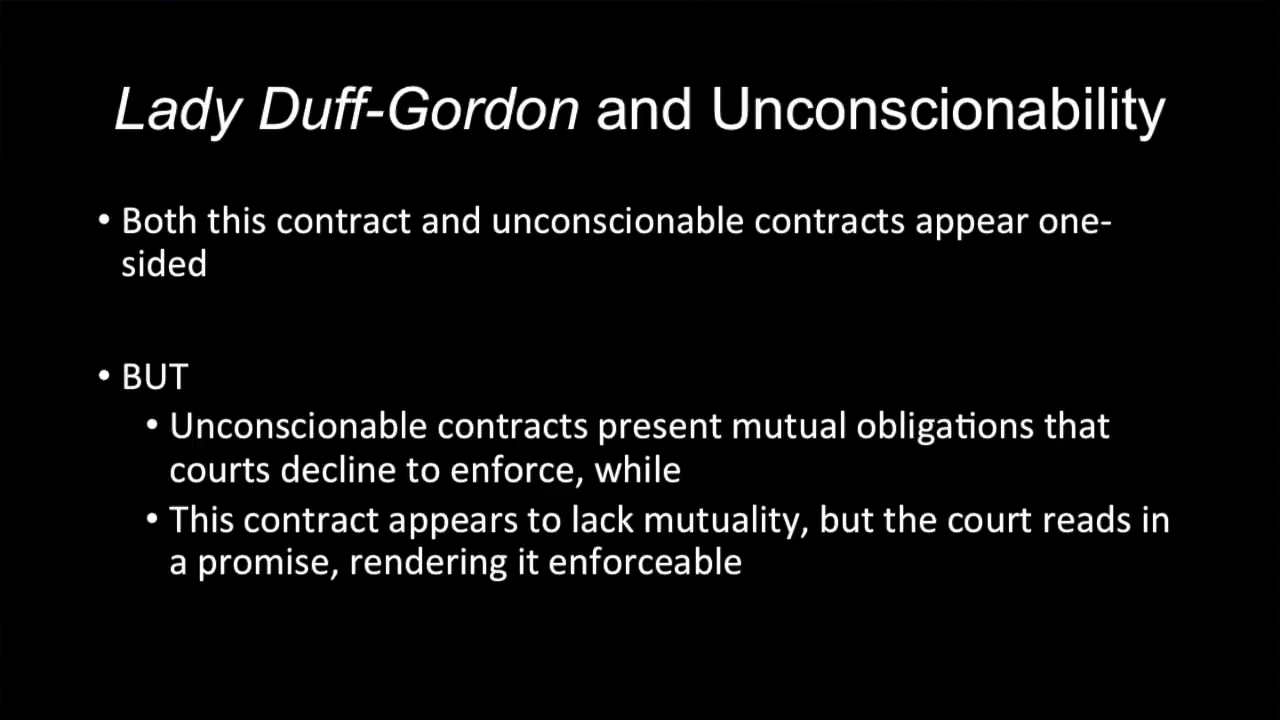 Lady Duff-Gordon and Unconscionability
• Both this contract and unconscionable contracts appear one-
sided
• BUT
• Unconscionable contracts present mutual obligations that
courts decline to enforce, while
• This contract appears to lack mutuality, but the court reads in
a promise, rendering it enforceable